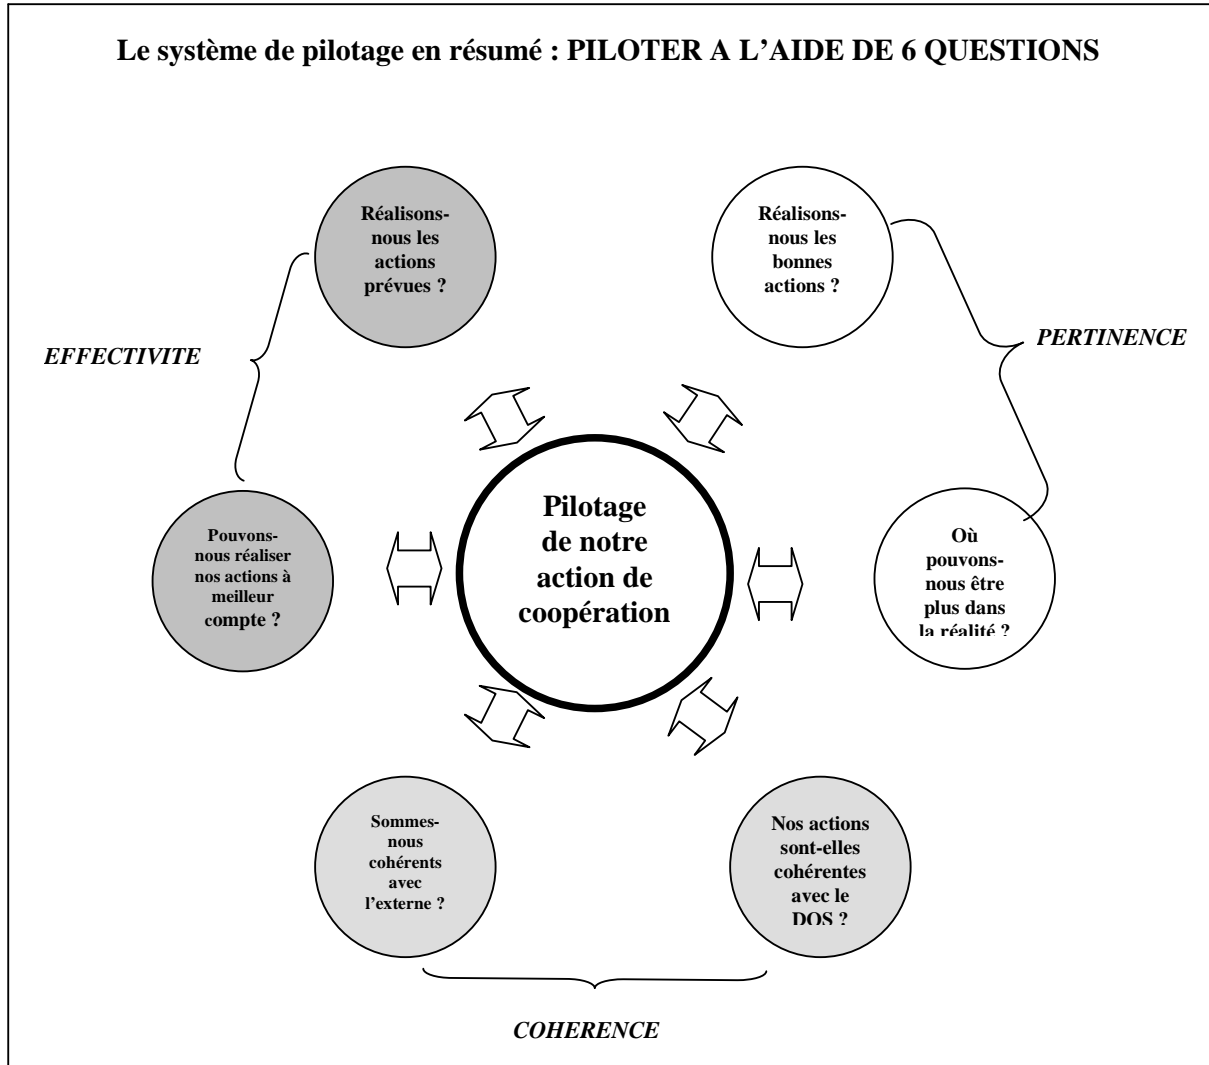 Le système de pilotage en résumé : PILOTER A L'AIDE DE 6 QUESTIONS
Réalisons-
nous les
actions
prévues ?
Réalisons-
nous les
bonnes
actions ?
EFFECTIVITE
PERTINENCE
Pouvons-
nous réaliser
nos actions à
meilleur
compte ?
Pilotage
de notre
action de
coopération
Où
pouvons-
nous être
plus dans
la réalité ?
Sommes-
nous
cohérents
avec
l'externe ?
Nos actions
sont-elles
cohérentes
avec le
DOS ?
COHERENCE